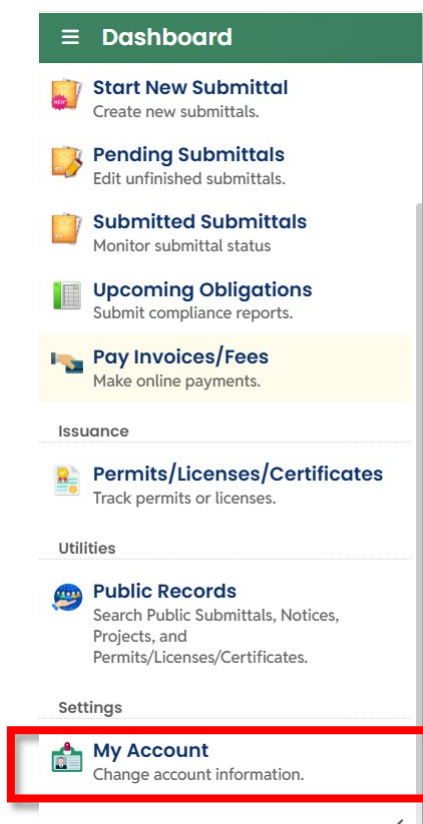 Dashboard
Start New Submittal
NEW
Create new submittals.
Pending Submittals
Edit unfinished submittals.
Submitted Submittals
Monitor submittal status
Upcoming Obligations
Submit compliance reports.
Pay Invoices/Fees
Make online payments.
Issuance
Permits/Licenses/Certificates
Track permits or licenses.
Utilities
Public Records
Search Public Submittals, Notices,
Projects, and
Permits/Licenses/Certificates.
Settings
My Account
Change account information.